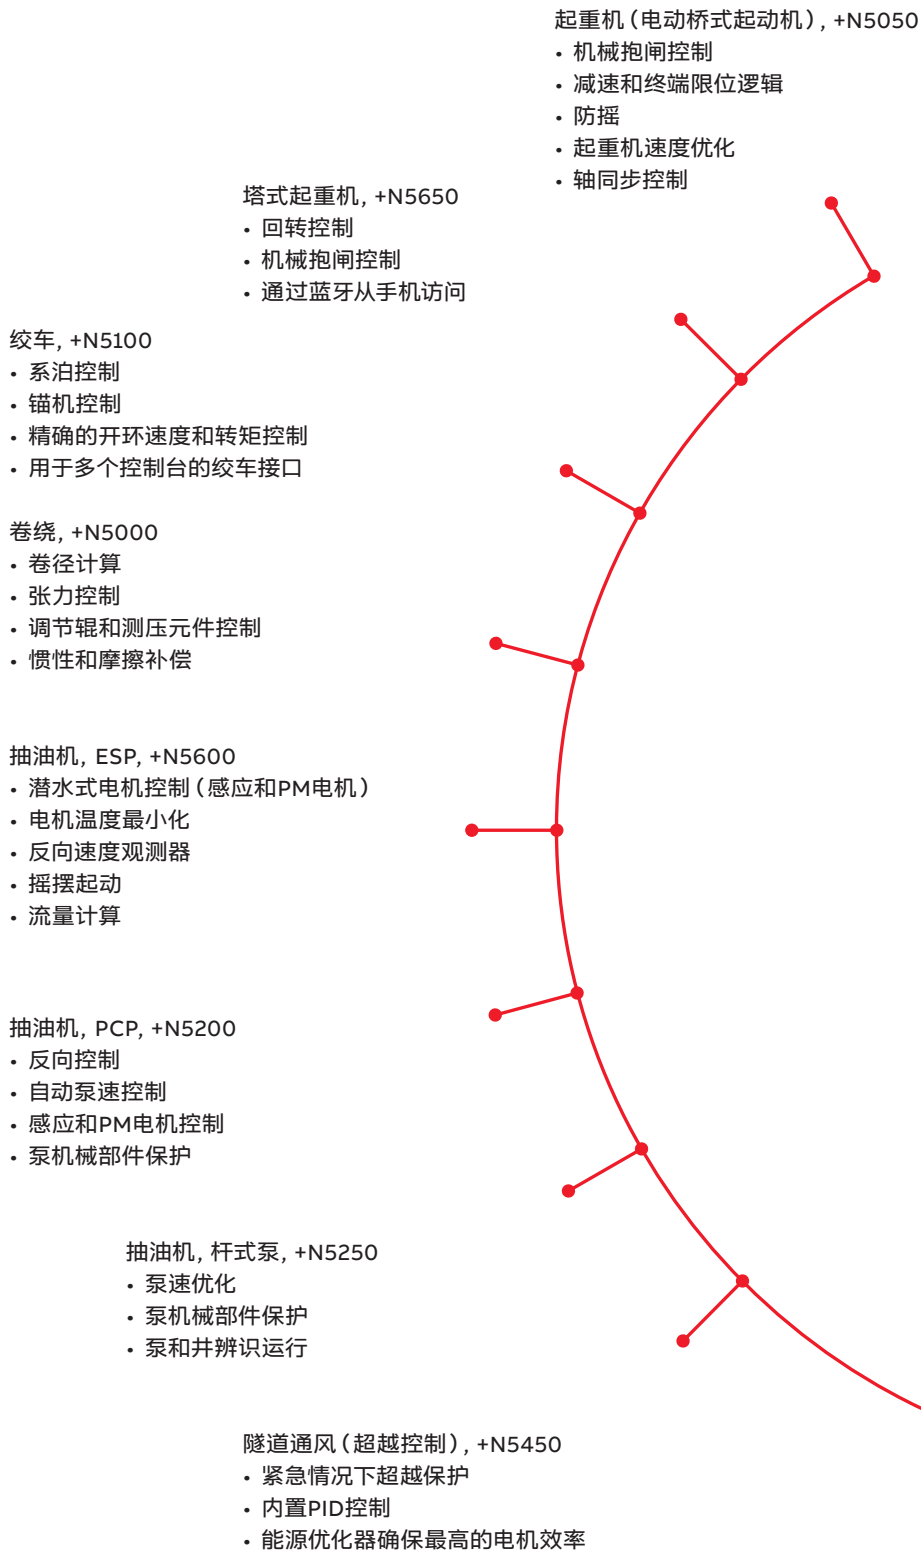 起重机（电动桥式起动机）, +N5050
• 机械抱闸控制
• 减速和终端限位逻辑
• 防摇
• 起重机速度优化
• 轴同步控制
塔式起重机, +N5650
• 回转控制
• 机械抱闸控制
• 通过蓝牙从手机访问
绞车, +N5100
• 系泊控制
• 锚机控制
• 精确的开环速度和转矩控制
• 用于多个控制台的绞车接口
卷绕, +N5000
• 卷径计算
• 张力控制
• 调节辊和测压元件控制
• 惯性和摩擦补偿
抽油机, ESP, +N5600
• 潜水式电机控制（感应和PM电机）
• 电机温度最小化
• 反向速度观测器
• 摇摆起动
• 流量计算
抽油机, PCP, +N5200
• 反向控制
• 自动泵速控制
• 感应和PM电机控制
• 泵机械部件保护
抽油机, 杆式泵, +N5250
• 泵速优化
• 泵机械部件保护
• 泵和井辨识运行
隧道通风（超越控制）, +N5450
• 紧急情况下超越保护
• 内置PID控制
• 能源优化器确保最高的电机效率